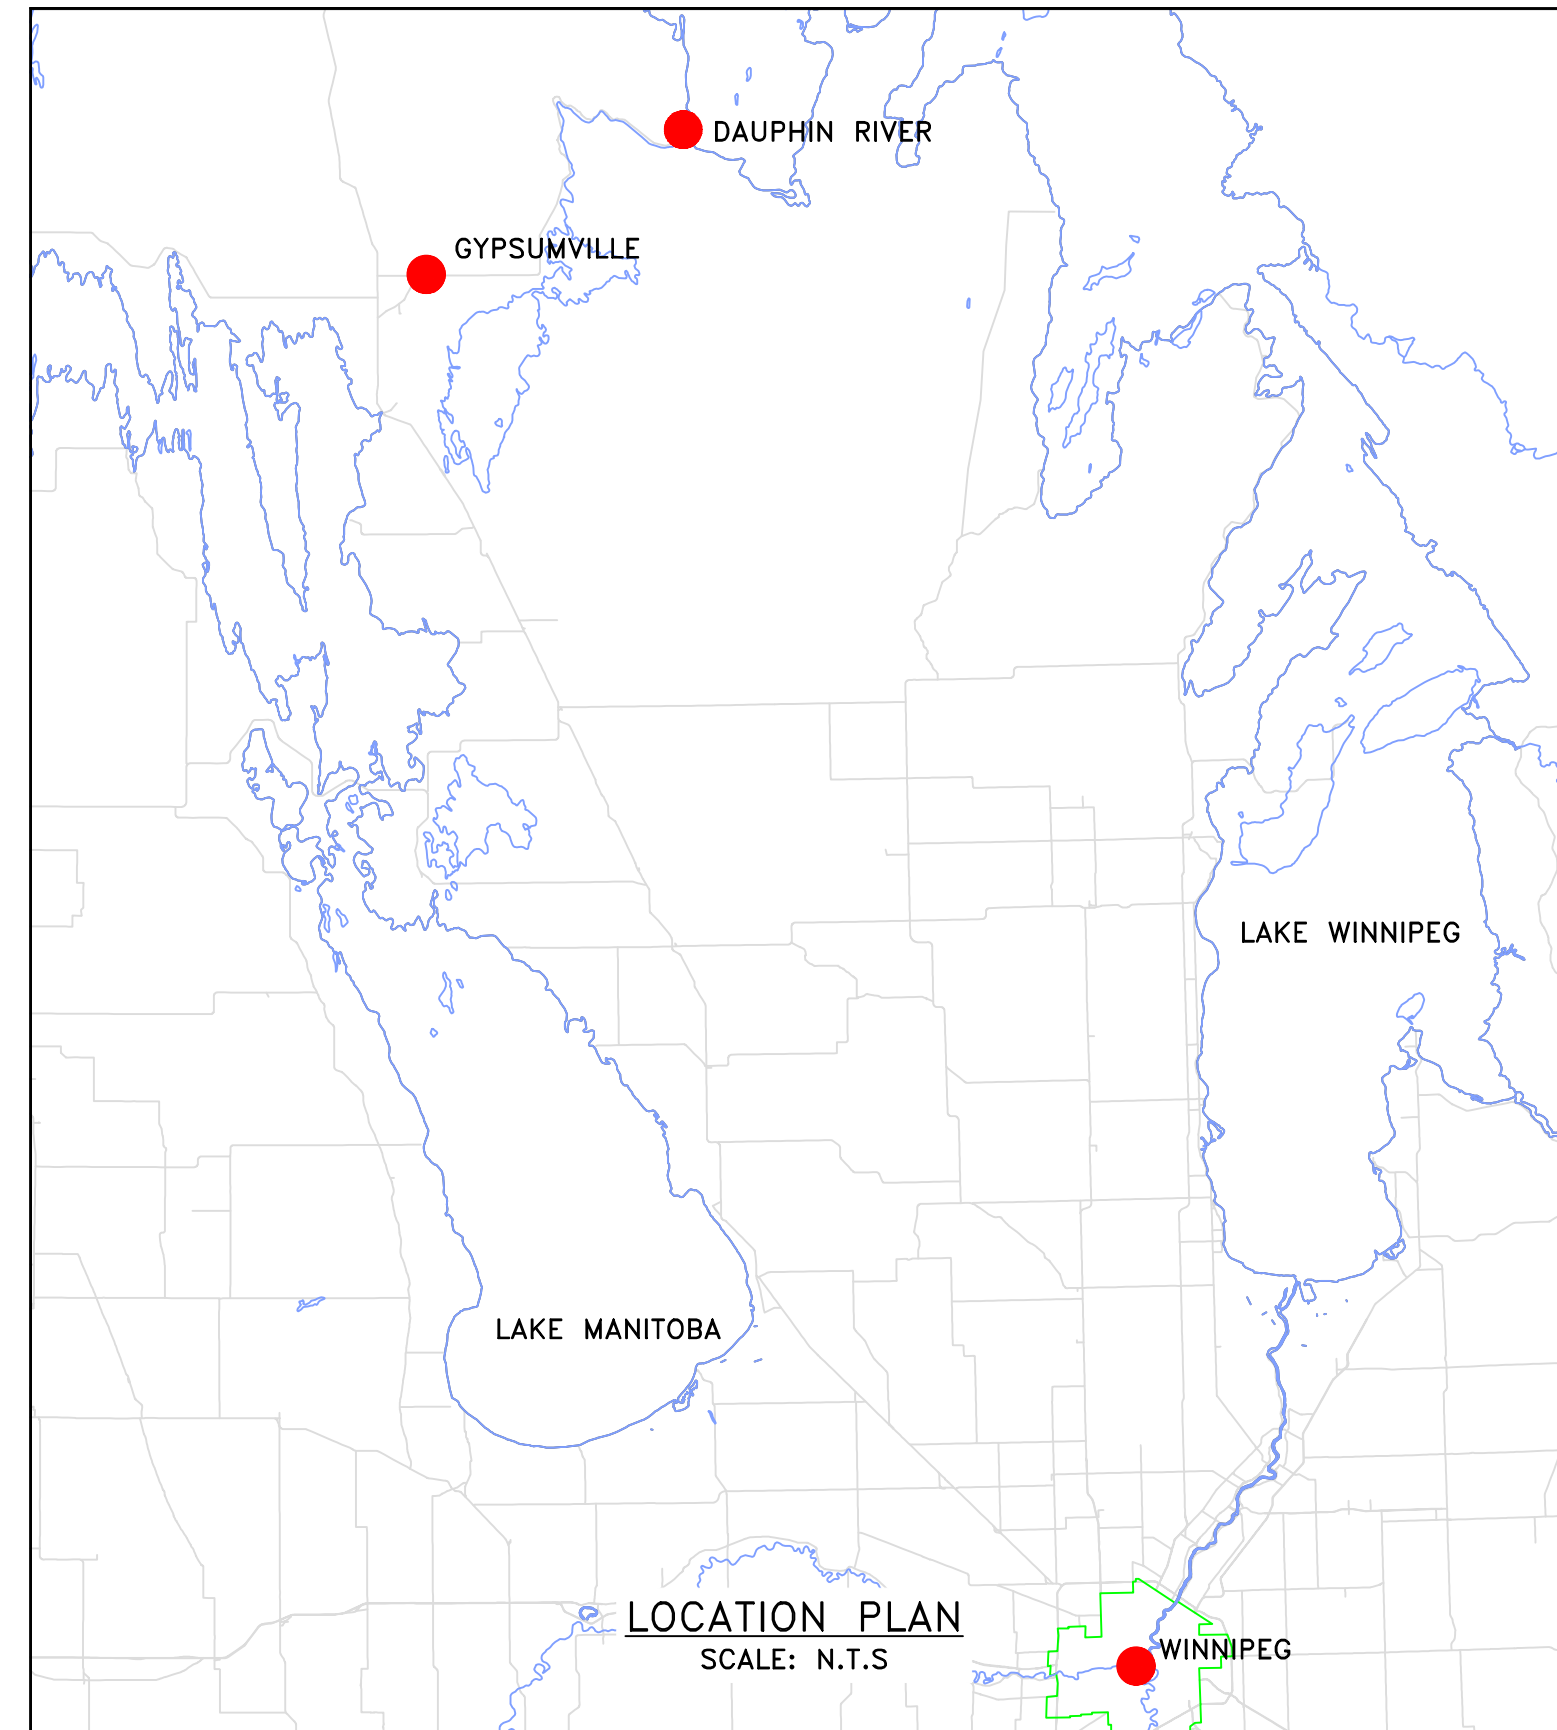 DAUPHIN RIVER
GYPSUMVILLE
LAKE WINNIPEG
LAKE MANITOBA
LOCATION PLAN
SCALE: N.T.S
WINNIPEG